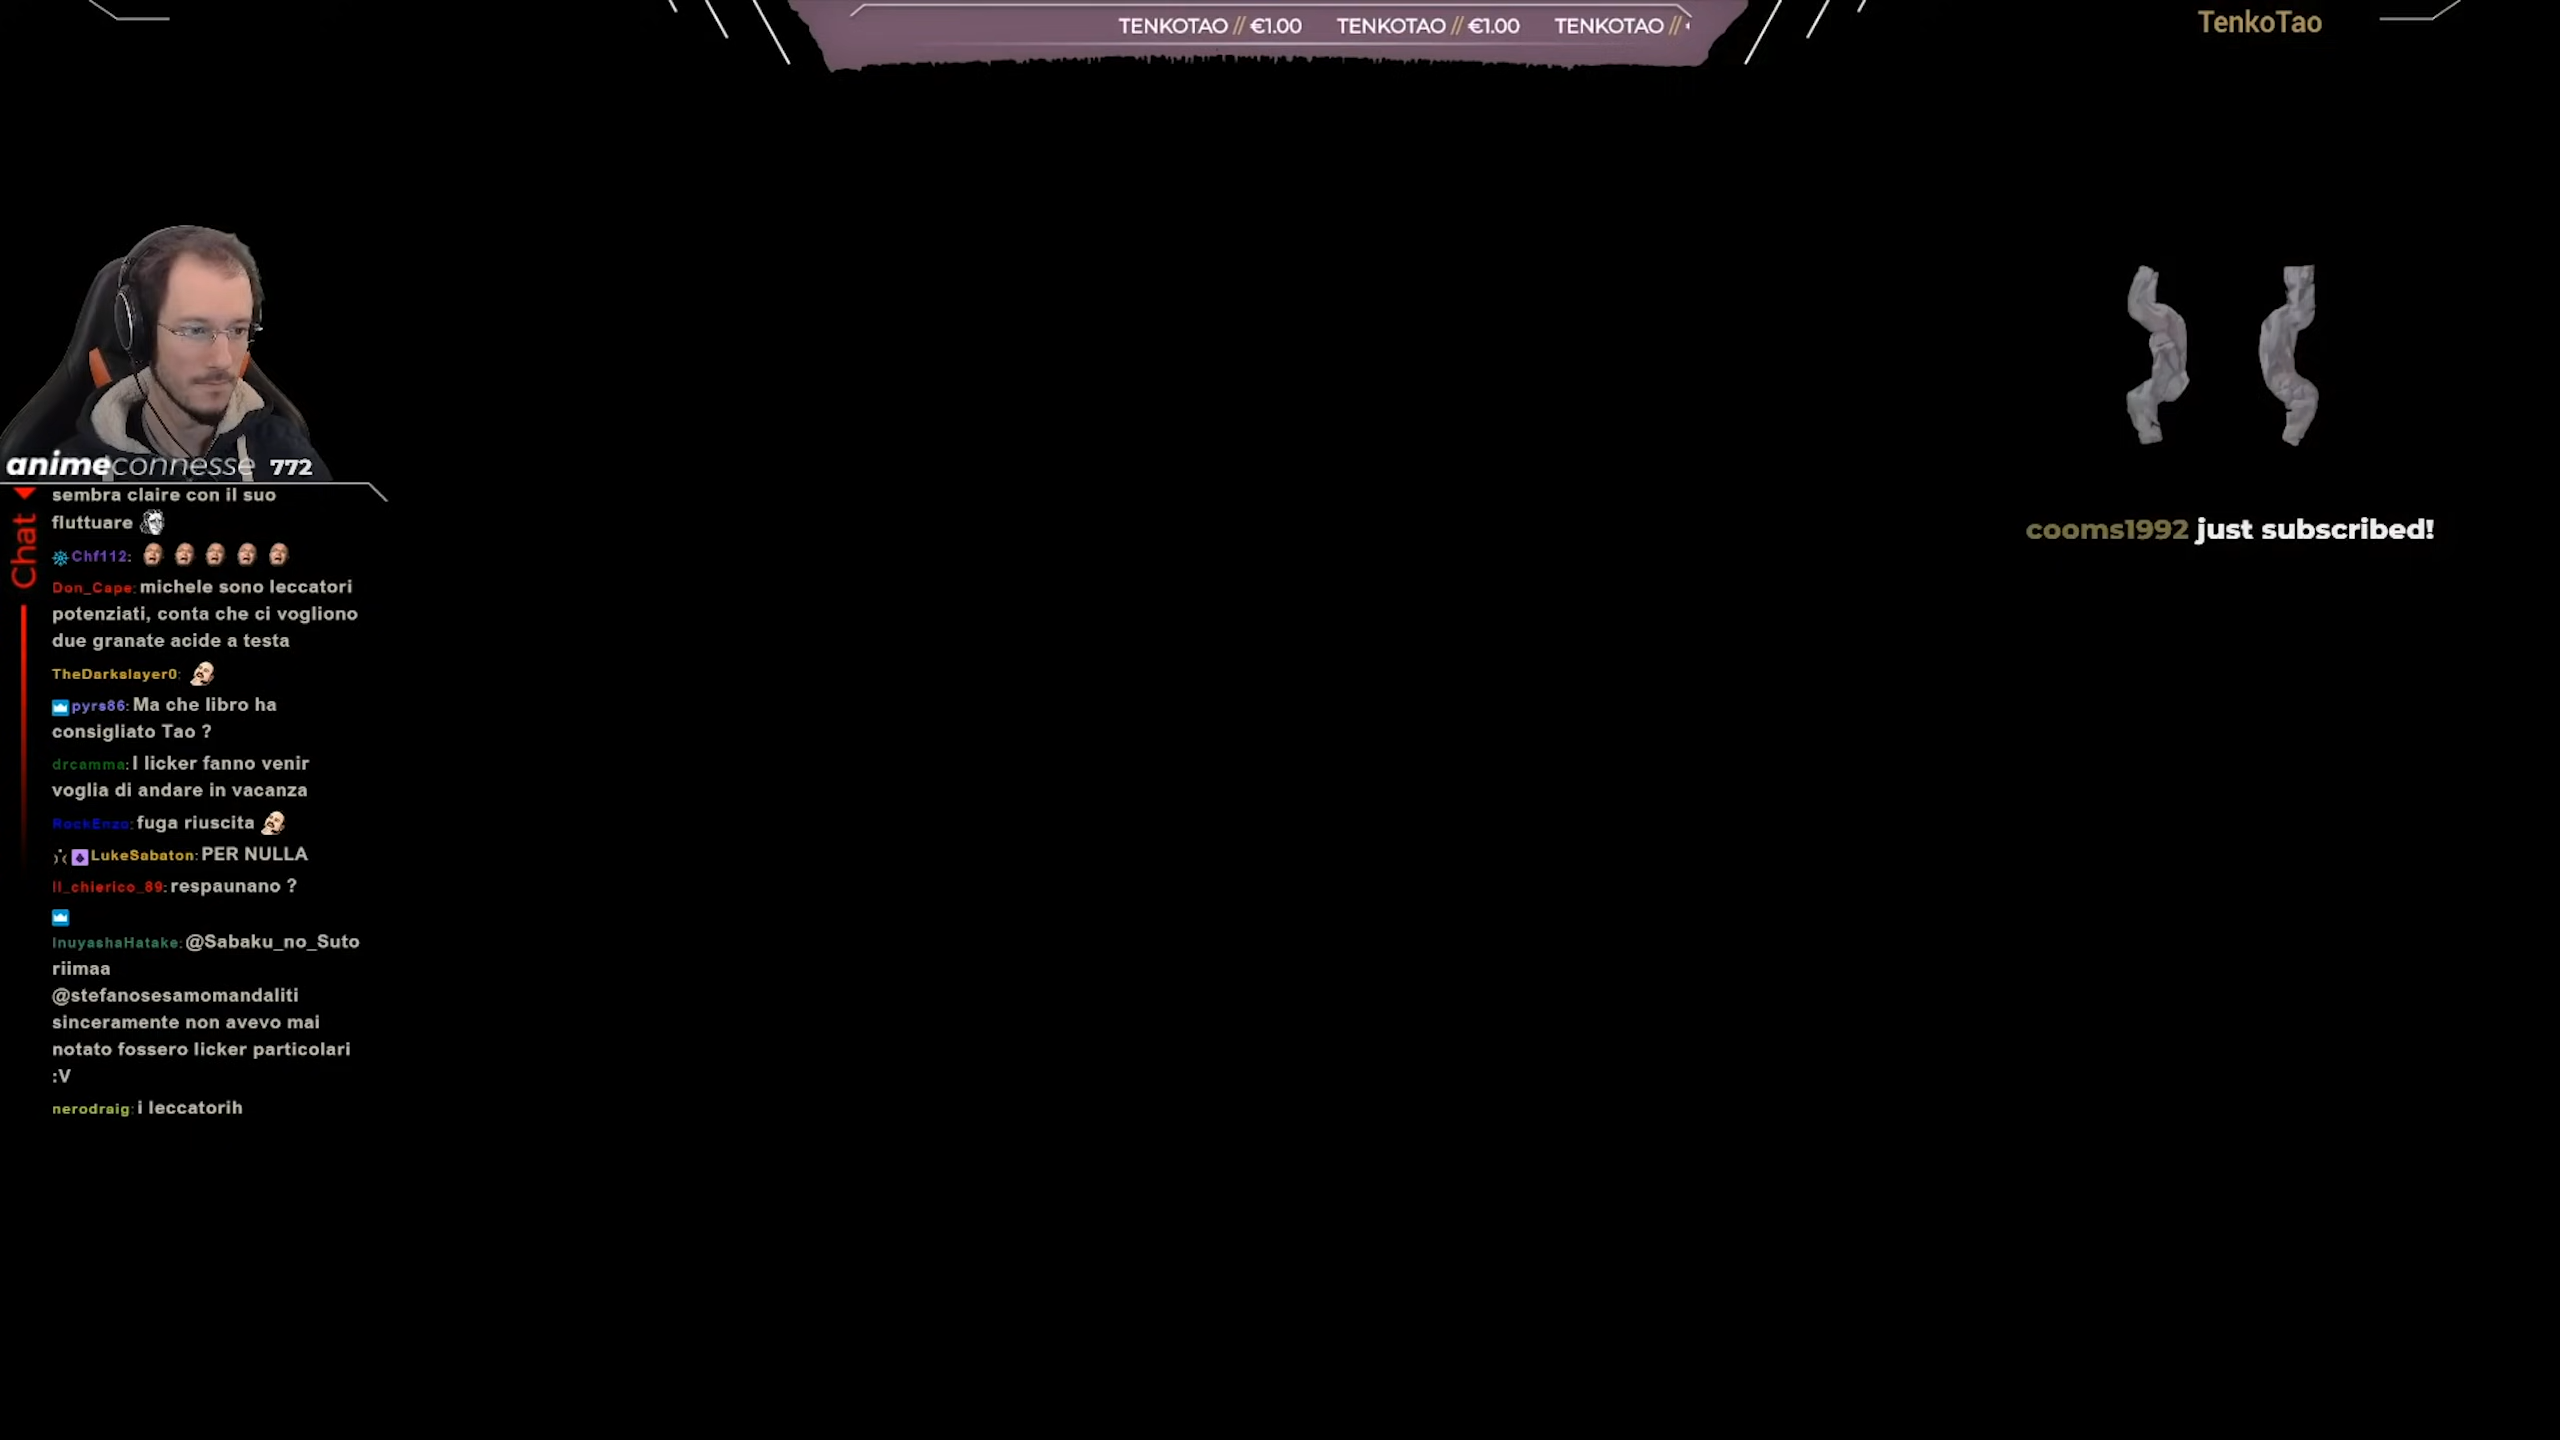 TENKOTAO // €1.00 TENKOTAO // €1.00 TENKOTAO //
TenkoTao
animeconnesse 772
Chat
sembra claire con il suo
fluttuare
Chf112:
Don_Cape: michele sono leccatori
potenziati, conta che ci vogliono
due granate acide a testa
TheDarkslayer0:
pyrs86: Ma che libro ha
consigliato Tao ?
drcamma: I licker fanno venir
voglia di andare in vacanza
RockEnzo: fuga riuscita
LukeSabaton: PER NULLA
Il_chierico_89: respaunano ?
InuyashaHatake: @Sabaku_no_Suto
riimaa
@stefanosesamomandaliti
sinceramente non avevo mai
notato fossero licker particolari
:V
nerodraig: i leccatorih
cooms1992 just subscribed!